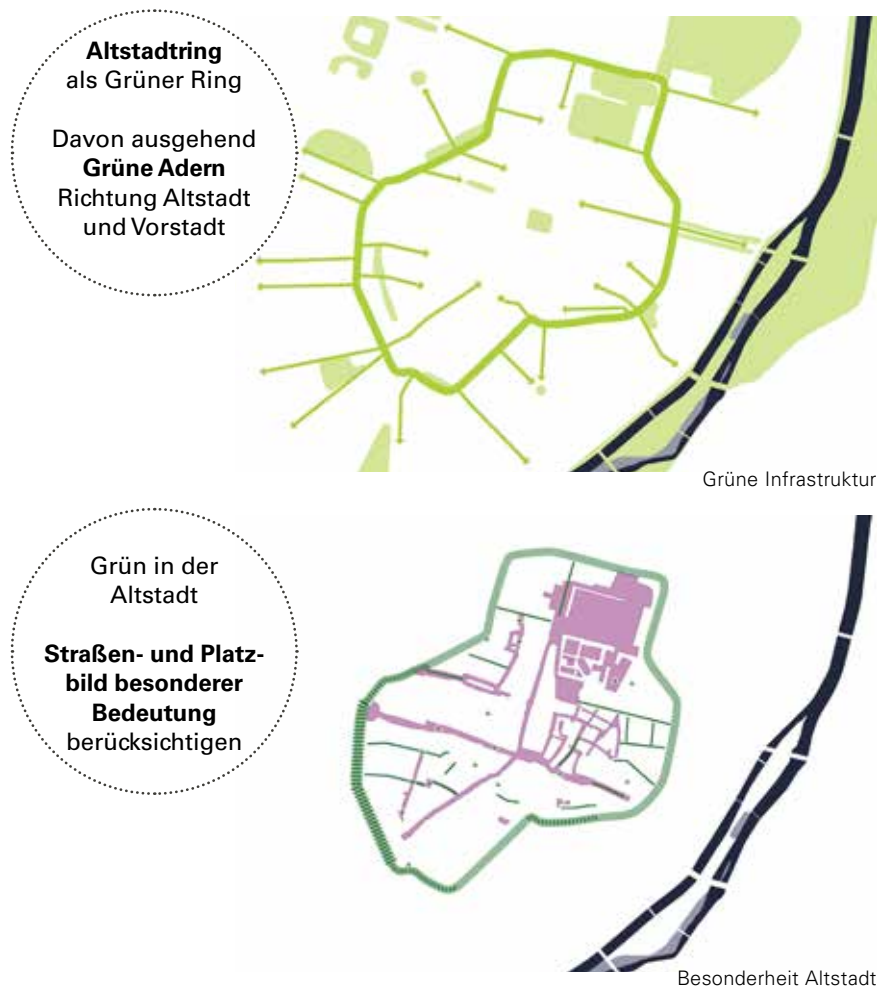 Altstadtring
als Grüner Ring
Davon ausgehend
Grüne Adern
Richtung Altstadt
und Vorstadt
Grüne Infrastruktur
Grün in der
Altstadt
Straßen- und Platz-
bild besonderer
Bedeutung
berücksichtigen
Besonderheit Altstadt